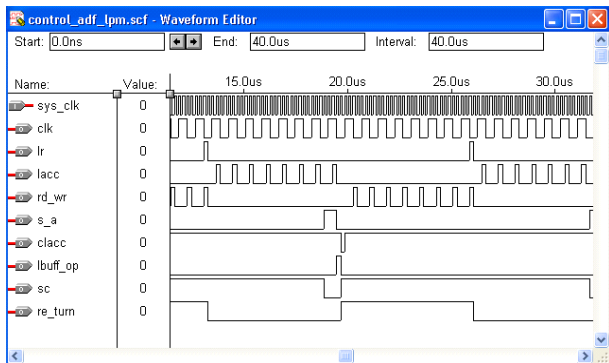 control_adf_lpm.scf - Waveform Editor
Start: 0.0ns End: 40.0us Interval: 40.0us
Name: Value: 15.0us 20.0us 25.0us 30.0us
sys_clk 0
clk 0
lr 0
lacc 0
rd_wr 0
s_a 0
clacc 0
lbuff_op 0
sc 0
re_turn 0